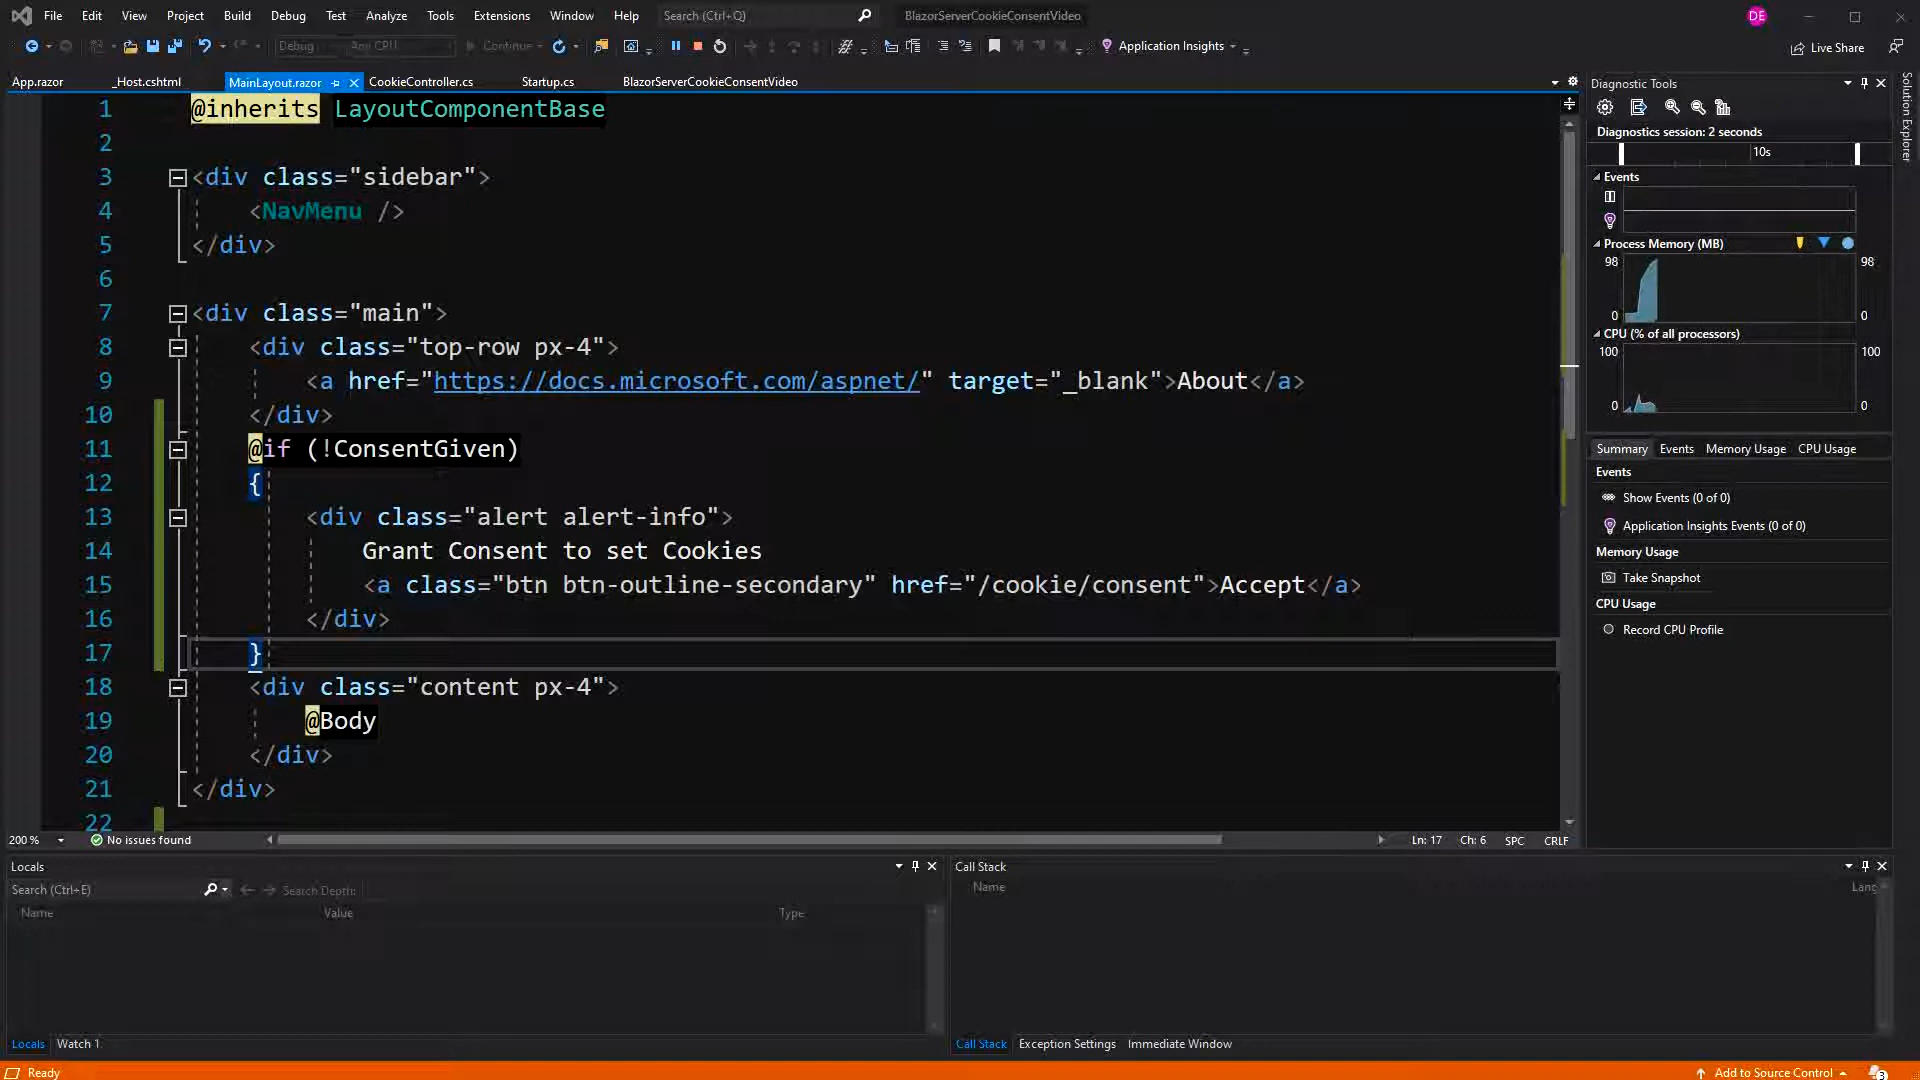 File Edit View Project Build Debug Test Analyze Tools Extensions Window Help Search (Ctrl+Q) BlazorServerCookieConsentVideo DE
Debug Any CPU Continue Application Insights Live Share
App.razor _Host.cshtml MainLayout.razor CookieController.cs Startup.cs BlazorServerCookieConsentVideo
1 @inherits LayoutComponentBase
2
3 <div class="sidebar">
4 <NavMenu />
5 </div>
6
7 <div class="main">
8 <div class="top-row px-4">
9 <a href="https://docs.microsoft.com/aspnet/" target="_blank">About</a>
10 </div>
11 @if (!ConsentGiven)
12 {
13 <div class="alert alert-info">
14 Grant Consent to set Cookies
15 <a class="btn btn-outline-secondary" href="/cookie/consent">Accept</a>
16 </div>
17 }
18 <div class="content px-4">
19 @Body
20 </div>
21 </div>
22
200 % No issues found Ln: 17 Ch: 6 SPC CRLF
Diagnostic Tools
Diagnostics session: 2 seconds
10s
Events
Process Memory (MB)
98 98
0 0
CPU (% of all processors)
100 100
0 0
Summary Events Memory Usage CPU Usage
Events
Show Events (0 of 0)
Application Insights Events (0 of 0)
Memory Usage
Take Snapshot
CPU Usage
Record CPU Profile
Solution Explorer
Locals
Search (Ctrl+E) Search Depth:
Name Value Type
Locals Watch 1
Call Stack
Name Lang
Call Stack Exception Settings Immediate Window
Ready Add to Source Control 3